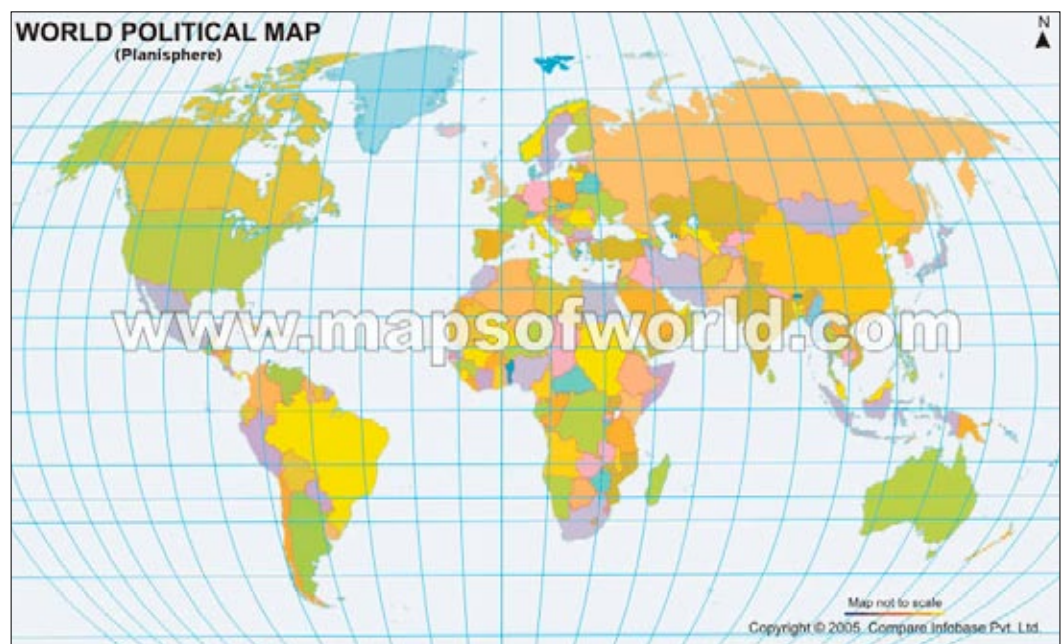 WORLD POLITICAL MAP
(Planisphere)
N
www.mapsofworld.com
Map not to scale
Copyright © 2005. Compare Infobase Pvt. Ltd